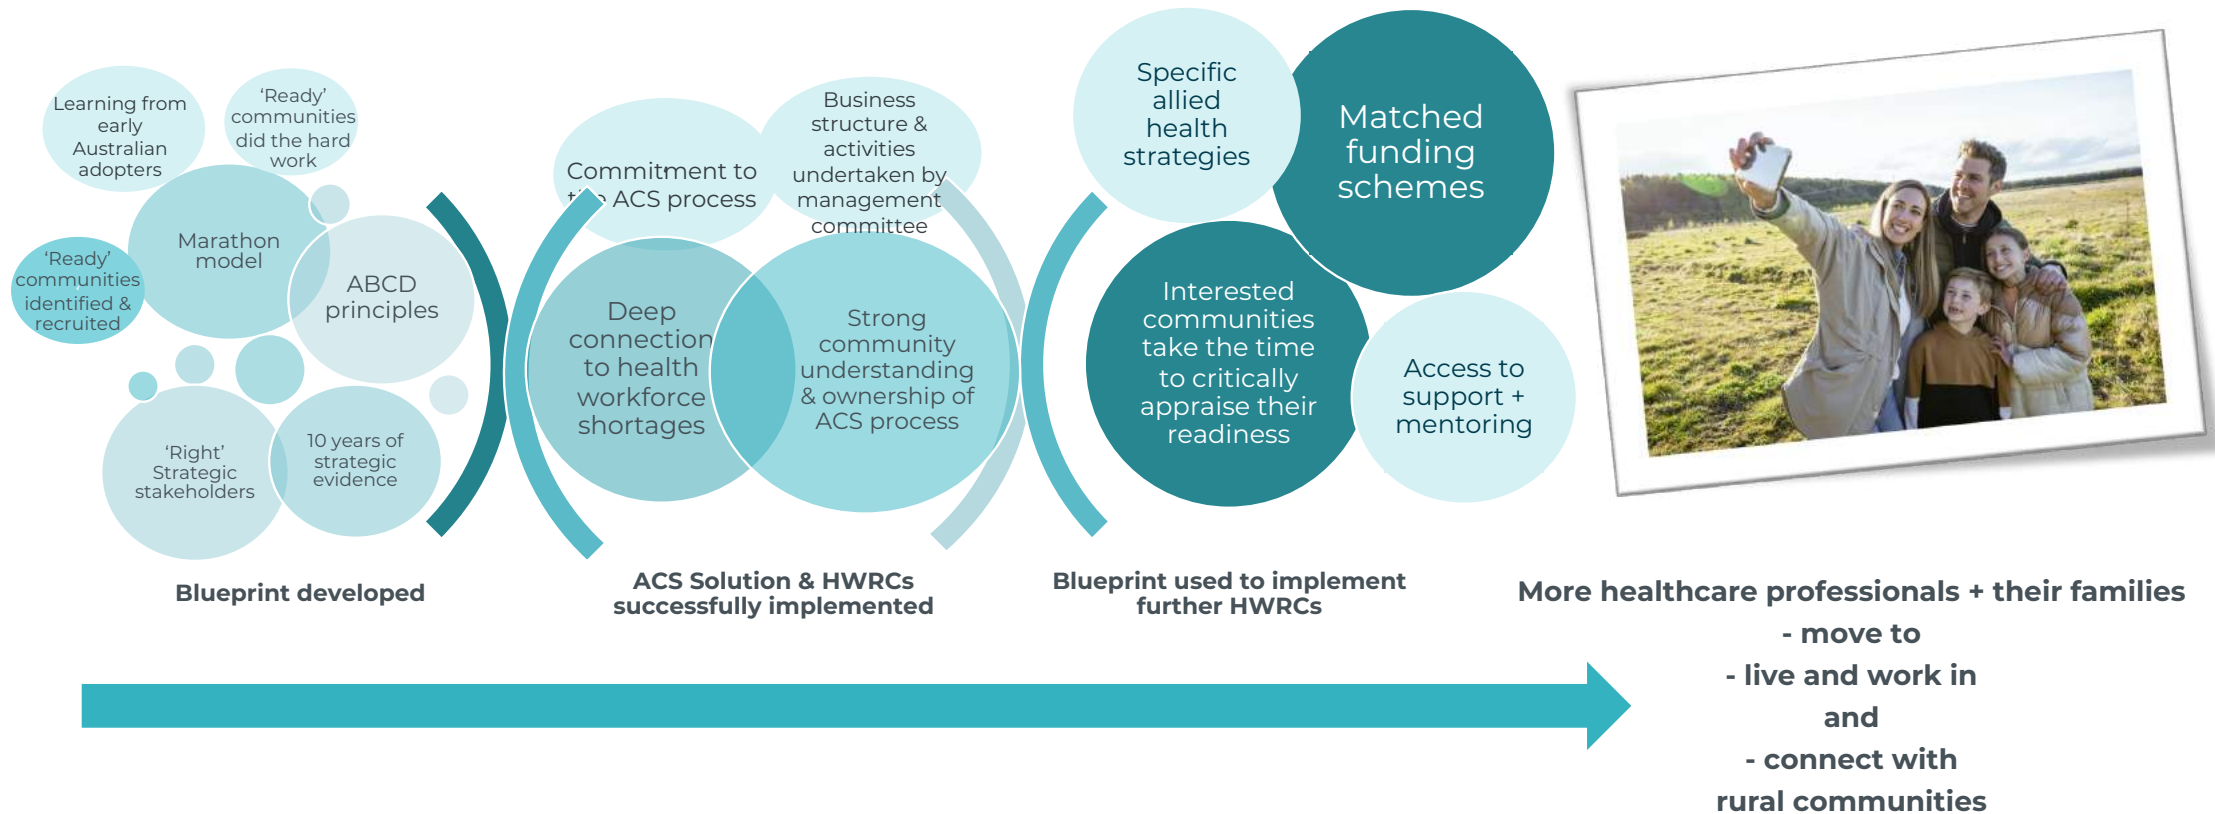 Learning from
early
Australian
adopters
‘Ready’
communities
did the hard
work
Marathon
model
‘Ready’
communities
identified &
recruited
ABCD
principles
‘Right’
Strategic
stakeholders
10 years of
strategic
evidence
Blueprint developed
Commitment to
the ACS process
Business
structure &
activities
undertaken by
management
committee
Deep
connection
to health
workforce
shortages
Strong
community
understanding
& ownership of
ACS process
ACS Solution & HWRCs
successfully implemented
Specific
allied
health
strategies
Matched
funding
schemes
Interested
communities
take the time
to critically
appraise their
readiness
Access to
support +
mentoring
Blueprint used to implement
further HWRCs
More healthcare professionals + their families
- move to
- live and work in
and
- connect with
rural communities